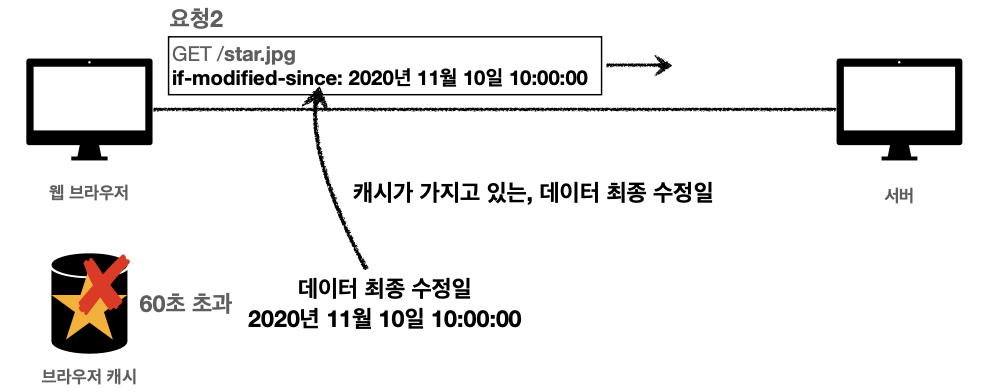 요청2
GET /star.jpg
if-modified-since: 2020년 11월 10일 10:00:00
웹 브라우저
서버
캐시가 가지고 있는, 데이터 최종 수정일
60초 초과
데이터 최종 수정일
2020년 11월 10일 10:00:00
브라우저 캐시